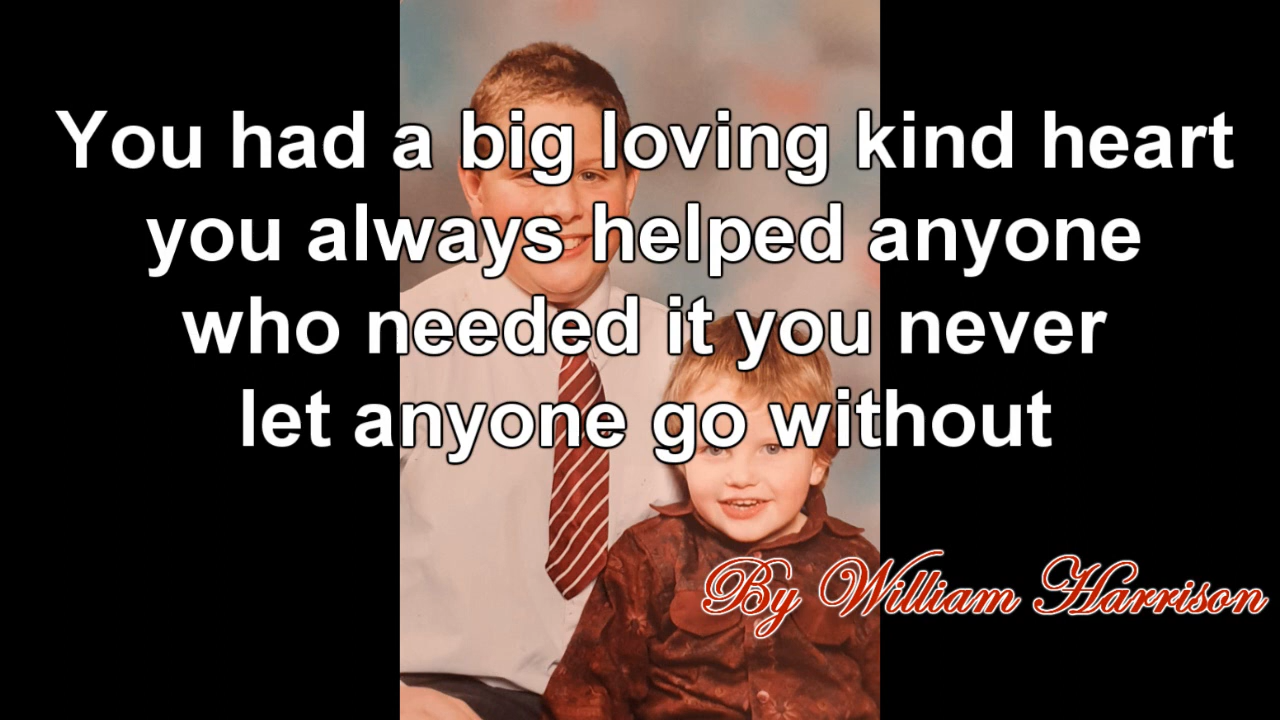 You had a big loving kind heart
you always helped anyone
who needed it you never
let anyone go without
By William Harrison